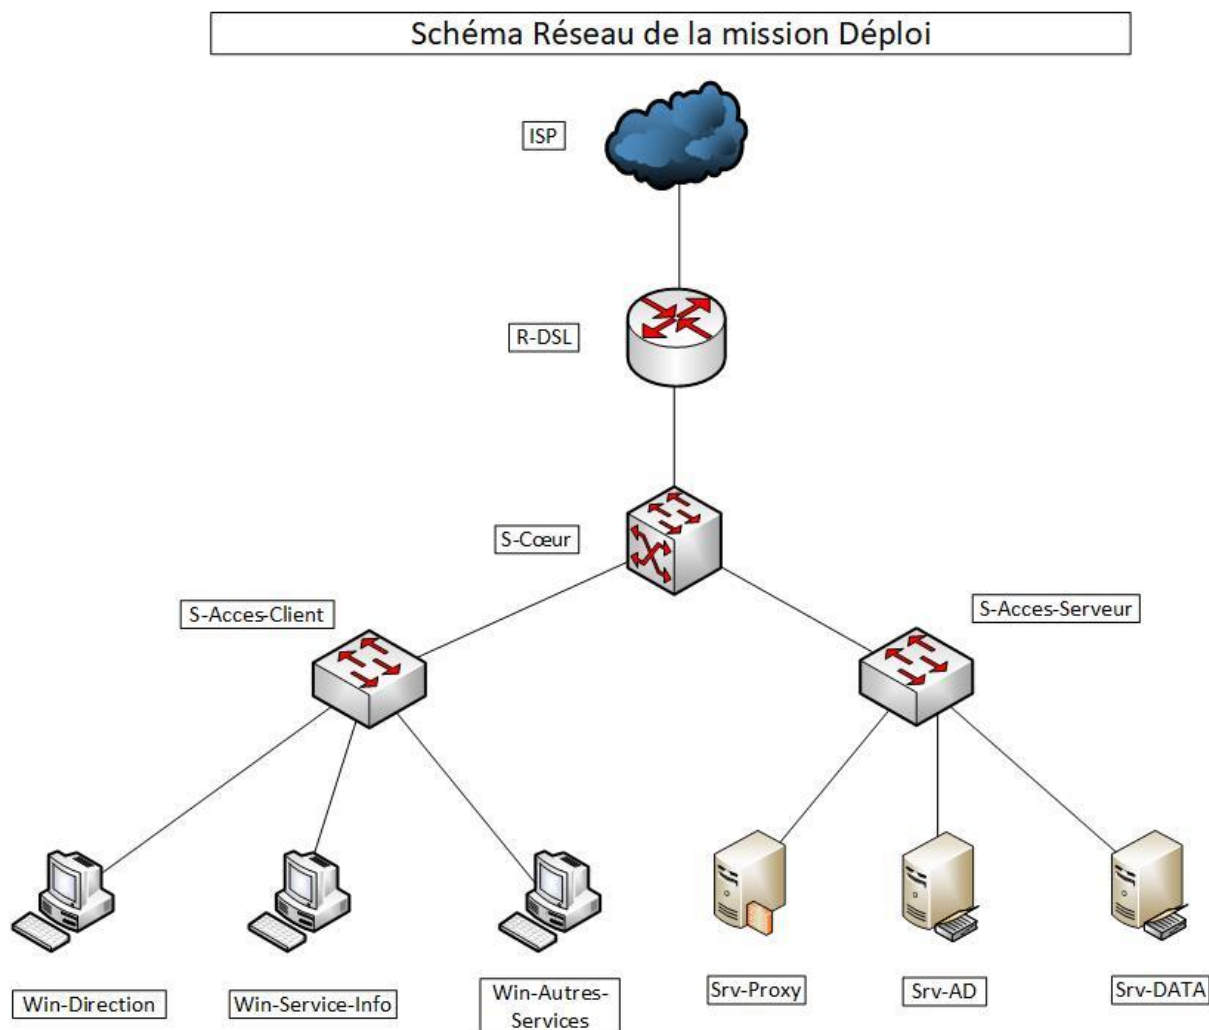 Schéma Réseau de la mission Déploi
ISP
R-DSL
S-Cœur
S-Acces-Client
S-Acces-Serveur
Win-Direction
Win-Service-Info
Win-Autres-
Services
Srv-Proxy
Srv-AD
Srv-DATA